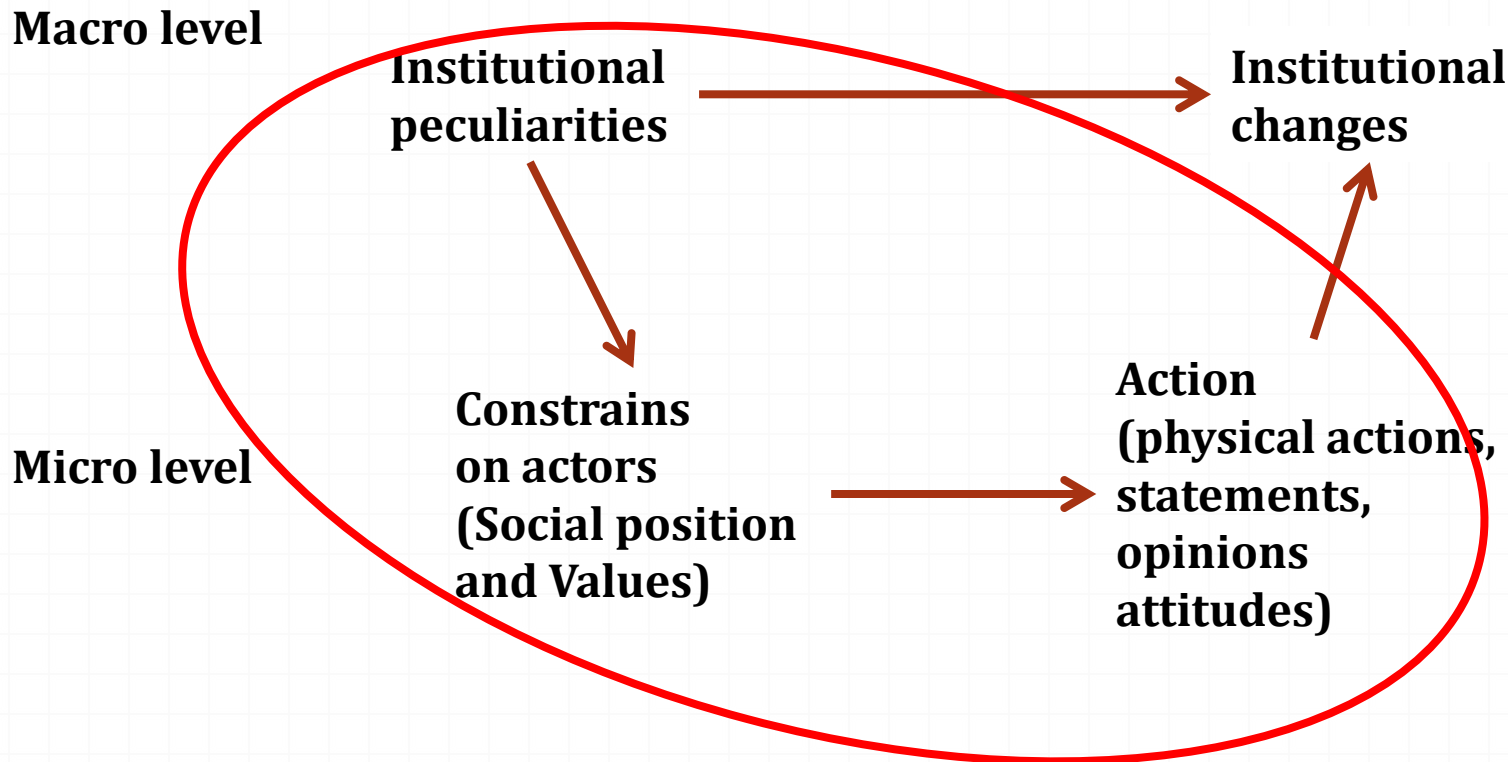 Macro level
Institutional
peculiarities
Institutional
changes
Micro level
Constrains
on actors
(Social position
and Values)
Action
(physical actions,
statements,
opinions
attitudes)